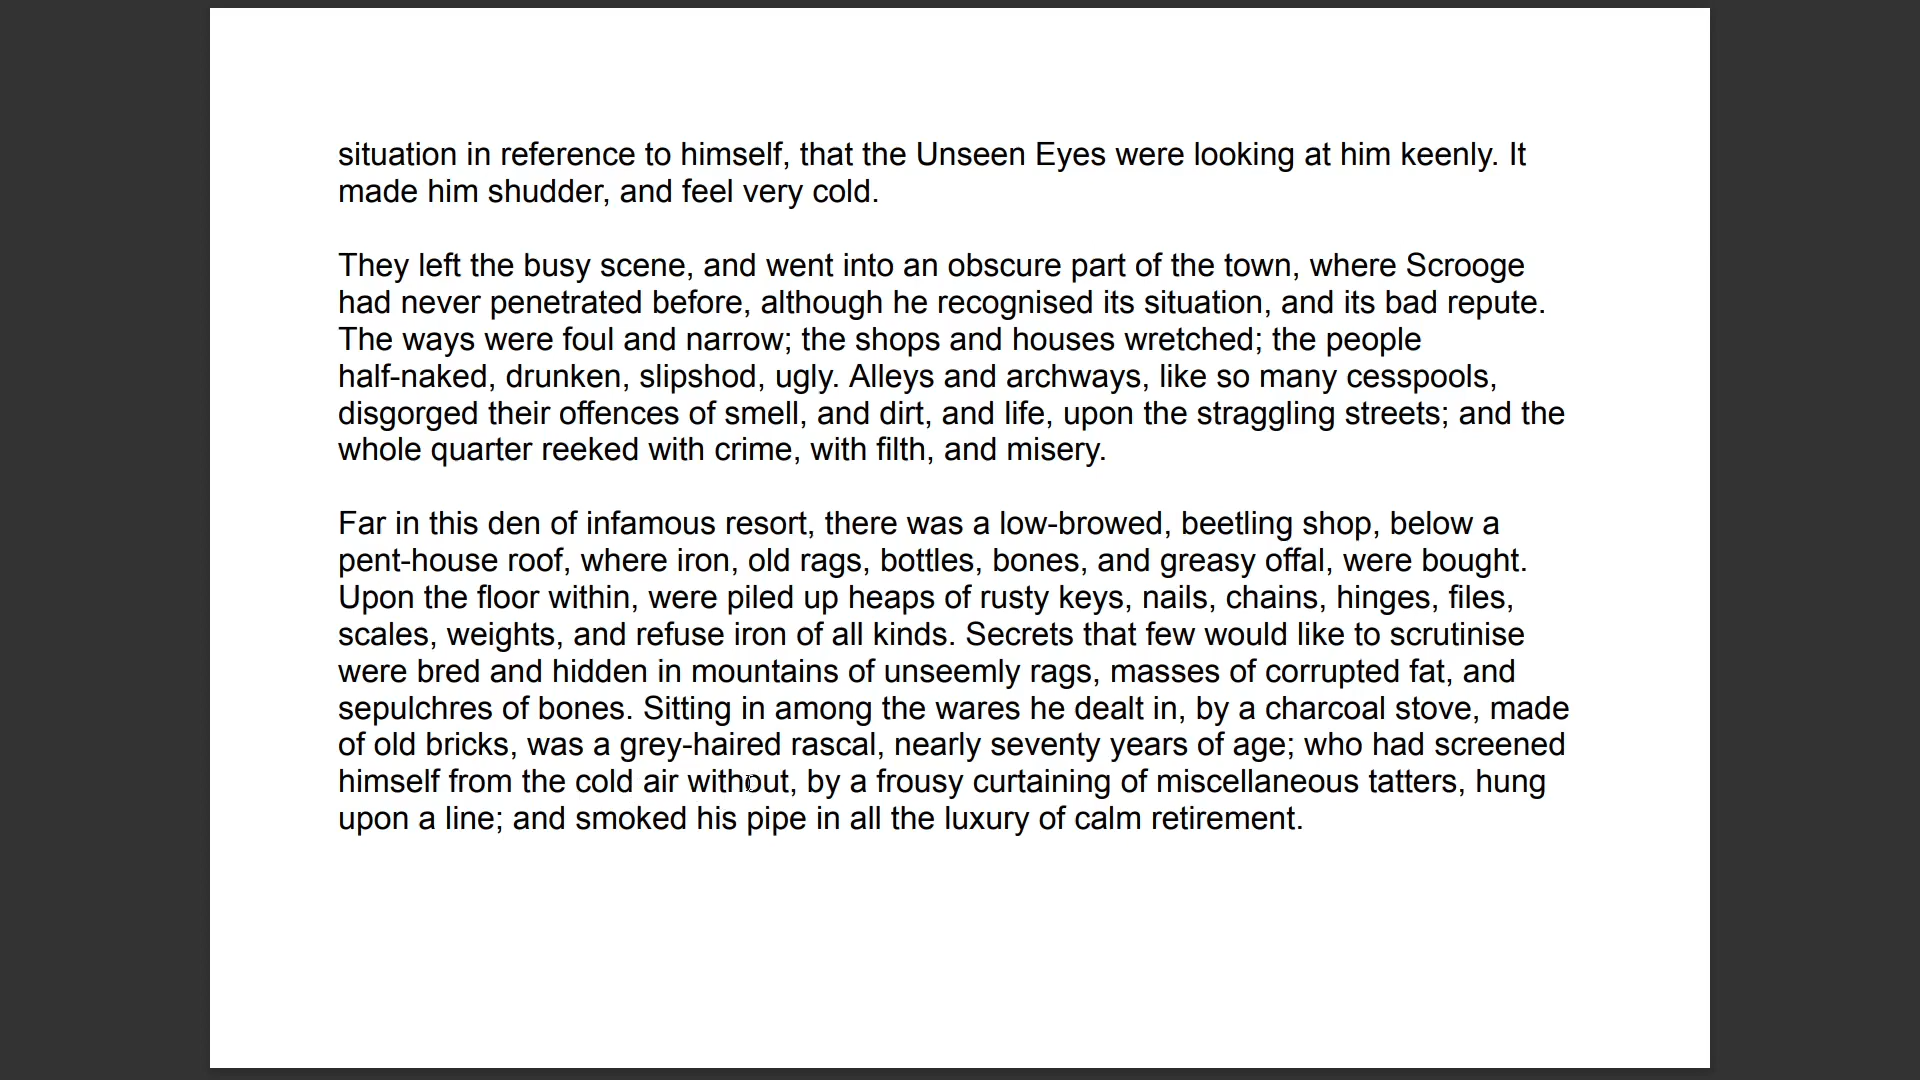 situation in reference to himself, that the Unseen Eyes were looking at him keenly. It
made him shudder, and feel very cold.
They left the busy scene, and went into an obscure part of the town, where Scrooge
had never penetrated before, although he recognised its situation, and its bad repute.
The ways were foul and narrow; the shops and houses wretched; the people
half-naked, drunken, slipshod, ugly. Alleys and archways, like so many cesspools,
disgorged their offences of smell, and dirt, and life, upon the straggling streets; and the
whole quarter reeked with crime, with filth, and misery.
Far in this den of infamous resort, there was a low-browed, beetling shop, below a
pent-house roof, where iron, old rags, bottles, bones, and greasy offal, were bought.
Upon the floor within, were piled up heaps of rusty keys, nails, chains, hinges, files,
scales, weights, and refuse iron of all kinds. Secrets that few would like to scrutinise
were bred and hidden in mountains of unseemly rags, masses of corrupted fat, and
sepulchres of bones. Sitting in among the wares he dealt in, by a charcoal stove, made
of old bricks, was a grey-haired rascal, nearly seventy years of age; who had screened
himself from the cold air without, by a frousy curtaining of miscellaneous tatters, hung
upon a line; and smoked his pipe in all the luxury of calm retirement.